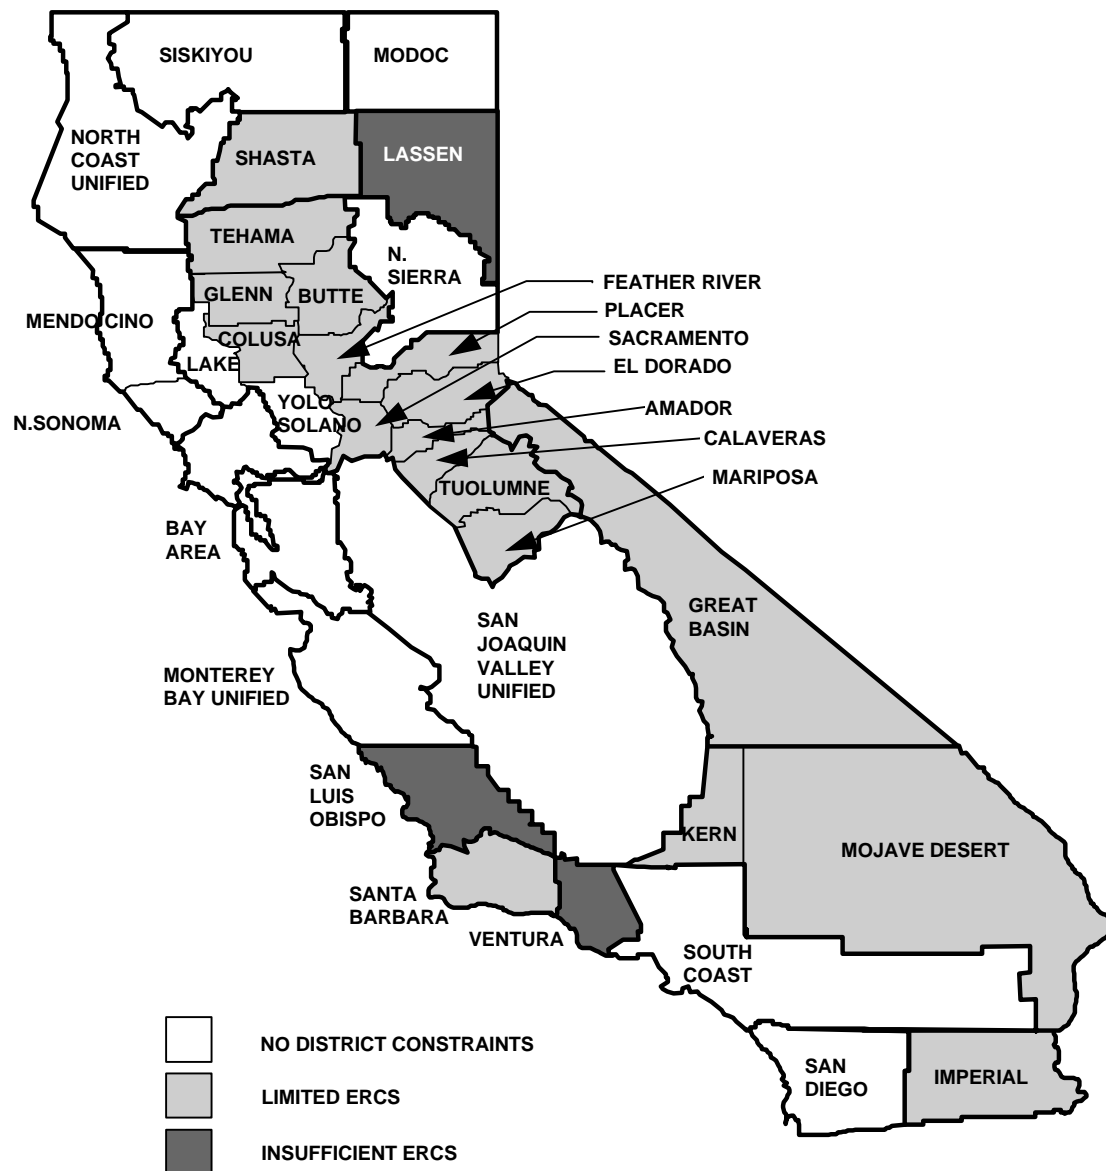 SISKIYOU
MODOC
NORTH
COAST
UNIFIED
SHASTA
LASSEN
TEHAMA
N.
SIERRA
GLENN
BUTTE
FEATHER RIVER
PLACER
MENDOCINO
COLUSA
SACRAMENTO
LAKE
EL DORADO
YOLO
SOLANO
AMADOR
N.SONOMA
CALAVERAS
TUOLUMNE
MARIPOSA
BAY
AREA
GREAT
BASIN
SAN
JOAQUIN
VALLEY
UNIFIED
MONTEREY
BAY UNIFIED
SAN
LUIS
OBISPO
KERN
MOJAVE DESERT
SANTA
BARBARA
VENTURA
SOUTH
COAST
SAN
DIEGO
IMPERIAL
NO DISTRICT CONSTRAINTS
LIMITED ERCS
INSUFFICIENT ERCS